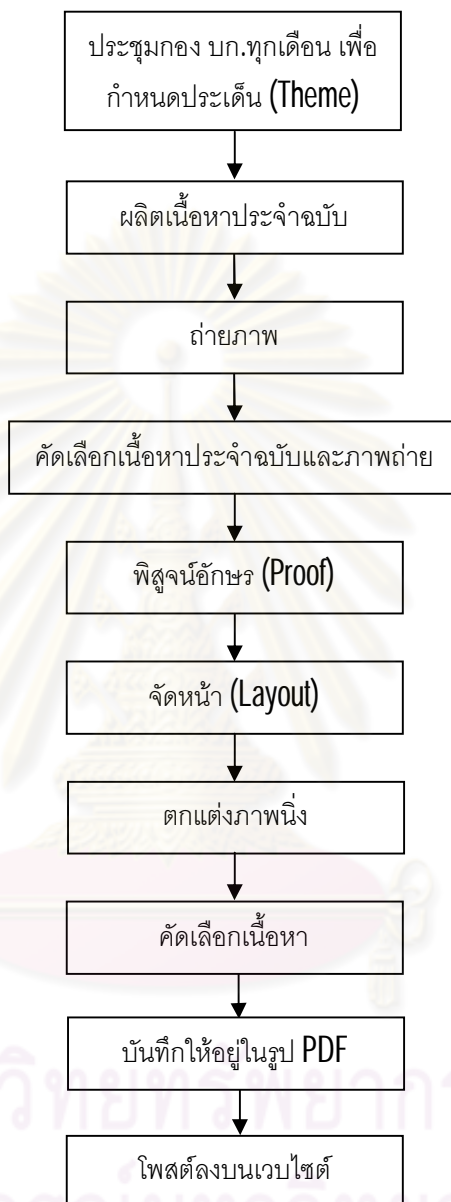 ประชุมกอง บก.ทุกเดือน เพื่อ
กำหนดประเด็น (Theme)
ผลิตเนื้อหาประจำฉบับ
ถ่ายภาพ
คัดเลือกเนื้อหาประจำฉบับและภาพถ่าย
พิสูจน์อักษร (Proof)
จัดหน้า (Layout)
ตกแต่งภาพนิ่ง
คัดเลือกเนื้อหา
บันทึกให้อยู่ในรูป PDF
โพสต์ลงบนเวบไซต์